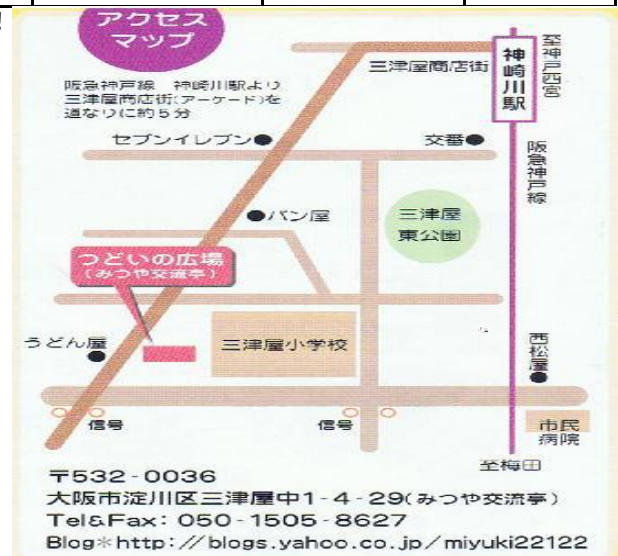 アクセス
マップ
阪急神戸線 神崎川駅より
三津屋商店街(アーケード)を
道なりに約5分
三津屋商店街
神崎川駅
至神戸西宮
阪急神戸線
セブンイレブン●
交番●
●パン屋
三津屋
東公園
つどいの広場
(みつや交流亭)
うどん屋
三津屋小学校
西松屋
信号
信号
市民
病院
至梅田
〒532-0036
大阪市淀川区三津屋中1-4-29(みつや交流亭)
Tel&Fax: 050-1505-8627
Blog*http://blogs.yahoo.co.jp/miyuki22122